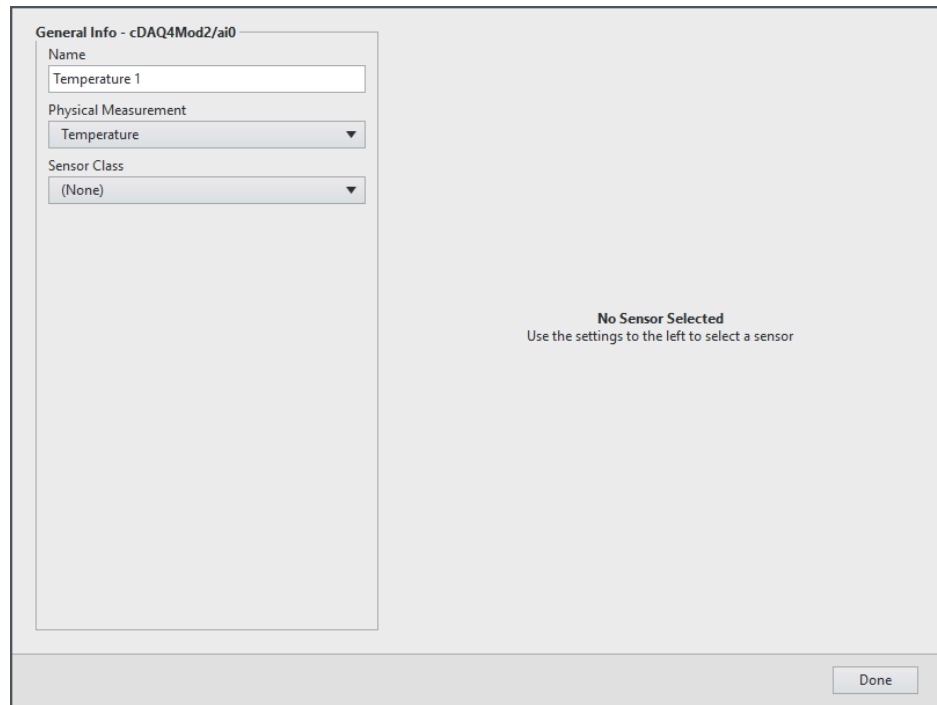 General Info - cDAQ4Mod2/ai0
Name
Temperature 1
Physical Measurement
Temperature
Sensor Class
(None)
No Sensor Selected
Use the settings to the left to select a sensor
Done